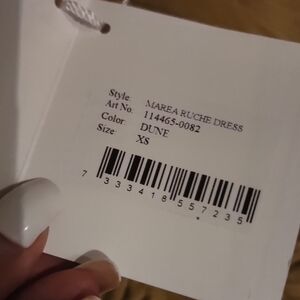 Style: MAREA RUCHE DRESS
Art No. 114465-0082
Color: DUNE
Size: XS
7 333418 557235